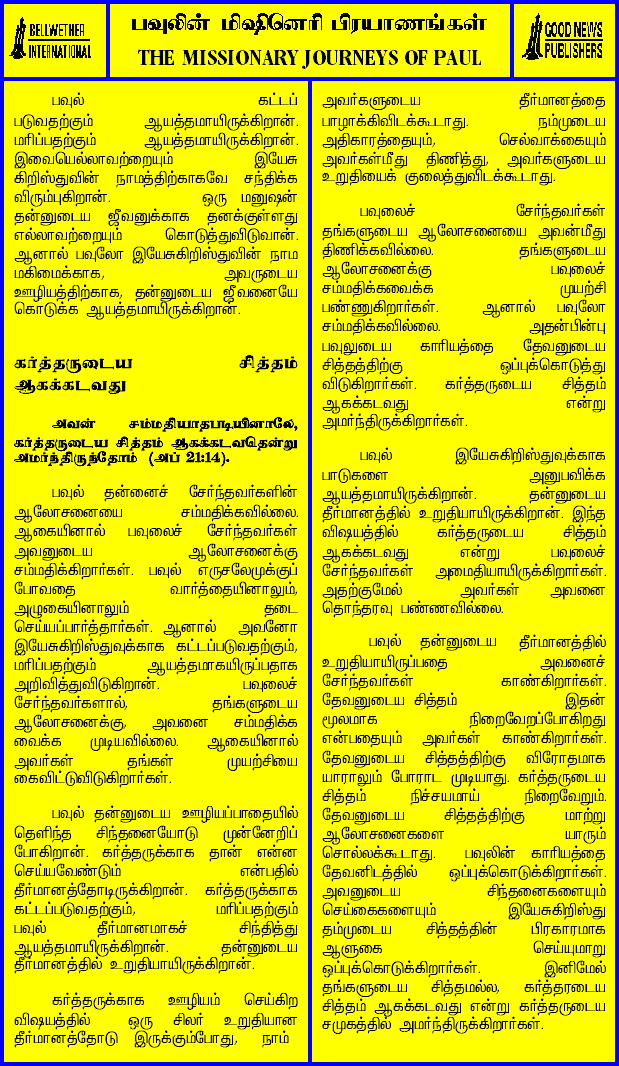 BELLWETHER
INTERNATIONAL
பவுலின் மிஷினெரி பிரயாணங்கள்
THE MISSIONARY JOURNEYS OF PAUL
GOOD NEWS
PUBLISHERS
பவுல் கட்டப்
படுவதற்கும் ஆயத்தமாயிருக்கிறான்.
மரிப்பதற்கும் ஆயத்தமாயிருக்கிறான்.
இவையெல்லாவற்றையும் இயேசு
கிறிஸ்துவின் நாமத்திற்காகவே சந்திக்க
விரும்புகிறான். ஒரு மனுஷன்
தன்னுடைய ஜீவனுக்காக தனக்குள்ளது
எல்லாவற்றையும் கொடுத்துவிடுவான்.
ஆனால் பவுலோ இயேசுகிறிஸ்துவின் நாம
மகிமைக்காக, அவருடைய
ஊழியத்திற்காக, தன்னுடைய ஜீவனையே
கொடுக்க ஆயத்தமாயிருக்கிறான்.
கர்த்தருடைய சித்தம்
ஆகக்கடவது
அவன் சம்மதியாதபடியினாலே,
கர்த்தருடைய சித்தம் ஆகக்கடவதென்று
அமர்ந்திருந்தோம் (அப் 21:14).
பவுல் தன்னைச் சேர்ந்தவர்களின்
ஆலோசனையை சம்மதிக்கவில்லை.
ஆகையினால் பவுலைச் சேர்ந்தவர்கள்
அவனுடைய ஆலோசனைக்கு
சம்மதிக்கிறார்கள். பவுல் எருசலேமுக்குப்
போவதை வார்த்தையினாலும்,
அழுகையினாலும் தடை
செய்யப்பார்த்தார்கள். ஆனால் அவனோ
இயேசுகிறிஸ்துவுக்காக கட்டப்படுவதற்கும்,
மரிப்பதற்கும் ஆயத்தமாகயிருப்பதாக
அறிவித்துவிடுகிறான். பவுலைச்
சேர்ந்தவர்களால், தங்களுடைய
ஆலோசனைக்கு, அவனை சம்மதிக்க
வைக்க முடியவில்லை. ஆகையினால்
அவர்கள் தங்கள் முயற்சியை
கைவிட்டுவிடுகிறார்கள்.
பவுல் தன்னுடைய ஊழியப்பாதையில்
தெளிந்த சிந்தனையோடு முன்னேறிப்
போகிறான். கர்த்தருக்காக தான் என்ன
செய்யவேண்டும் என்பதில்
தீர்மானத்தோடிருக்கிறான். கர்த்தருக்காக
கட்டப்படுவதற்கும், மரிப்பதற்கும்
பவுல் தீர்மானமாகச் சிந்தித்து
ஆயத்தமாயிருக்கிறான். தன்னுடைய
தீர்மானத்தில் உறுதியாயிருக்கிறான்.
கர்த்தருக்காக ஊழியம் செய்கிற
விஷயத்தில் ஒரு சிலர் உறுதியான
தீர்மானத்தோடு இருக்கும்போது, நாம்
அவர்களுடைய தீர்மானத்தை
பாழாக்கிவிடக்கூடாது. நம்முடைய
அதிகாரத்தையும், செல்வாக்கையும்
அவர்கள்மீது திணித்து, அவர்களுடைய
உறுதியைக் குலைத்துவிடக்கூடாது.
பவுலைச் சேர்ந்தவர்கள்
தங்களுடைய ஆலோசனையை அவன்மீது
திணிக்கவில்லை. தங்களுடைய
ஆலோசனைக்கு பவுலைச்
சம்மதிக்கவைக்க முயற்சி
பண்ணுகிறார்கள். ஆனால் பவுலோ
சம்மதிக்கவில்லை. அதன்பின்பு
பவுலுடைய காரியத்தை தேவனுடைய
சித்தத்திற்கு ஒப்புக்கொடுத்து
விடுகிறார்கள். கர்த்தருடைய சித்தம்
ஆகக்கடவது என்று
அமர்ந்திருக்கிறார்கள்.
பவுல் இயேசுகிறிஸ்துவுக்காக
பாடுகளை அனுபவிக்க
ஆயத்தமாயிருக்கிறான். தன்னுடைய
தீர்மானத்தில் உறுதியாயிருக்கிறான். இந்த
விஷயத்தில் கர்த்தருடைய சித்தம்
ஆகக்கடவது என்று பவுலைச்
சேர்ந்தவர்கள் அமைதியாயிருக்கிறார்கள்.
அதற்குமேல் அவர்கள் அவனை
தொந்தரவு பண்ணவில்லை.
பவுல் தன்னுடைய தீர்மானத்தில்
உறுதியாயிருப்பதை அவனைச்
சேர்ந்தவர்கள் காண்கிறார்கள்.
தேவனுடைய சித்தம் இதன்
மூலமாக நிறைவேறப்போகிறது
என்பதையும் அவர்கள் காண்கிறார்கள்.
தேவனுடைய சித்தத்திற்கு விரோதமாக
யாராலும் போராட முடியாது. கர்த்தருடைய
சித்தம் நிச்சயமாய் நிறைவேறும்.
தேவனுடைய சித்தத்திற்கு மாற்று
ஆலோசனைகளை யாரும்
சொல்லக்கூடாது. பவுலின் காரியத்தை
தேவனிடத்தில் ஒப்புக்கொடுக்கிறார்கள்.
அவனுடைய சிந்தனைகளையும்
செய்கைகளையும் இயேசுகிறிஸ்து
தம்முடைய சித்தத்தின் பிரகாரமாக
ஆளுகை செய்யுமாறு
ஒப்புக்கொடுக்கிறார்கள். இனிமேல்
தங்களுடைய சித்தமல்ல, கர்த்தரடைய
சித்தம் ஆகக்கடவது என்று கர்த்தருடைய
சமுகத்தில் அமர்ந்திருக்கிறார்கள்.